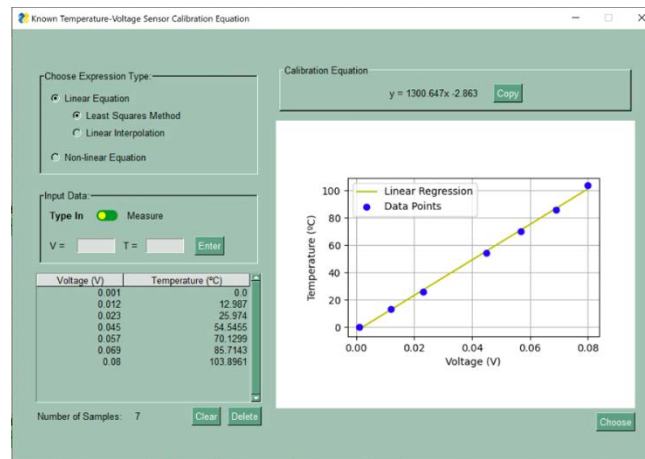 Known Temperature-Voltage Sensor Calibration Equation
Choose Expression Type:
Linear Equation
Least Squares Method
Linear Interpolation
Non-linear Equation
Calibration Equation
y = 1300.647x -2.863 Copy
Input Data:
Type In Measure
V = T = Enter
Voltage (V) Temperature (ºC)
0.001 0.0
0.012 12.987
0.023 25.974
0.045 54.5455
0.057 70.1299
0.069 85.7143
0.08 103.8961
Number of Samples: 7 Clear Delete
Linear Regression
Data Points
Temperature (ºC)
100
80
60
40
20
0
0.00 0.02 0.04 0.06 0.08
Voltage (V)
Choose